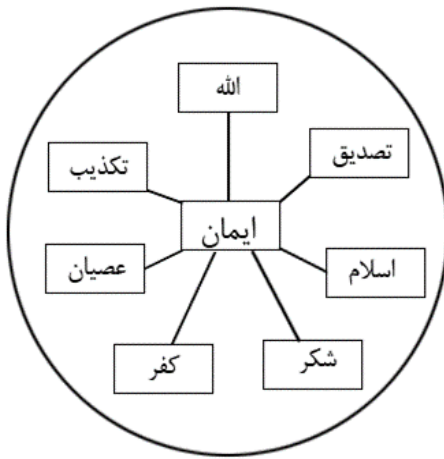 الله
تصدیق
تکذیب
ایمان
اسلام
عصیان
شکر
کفر